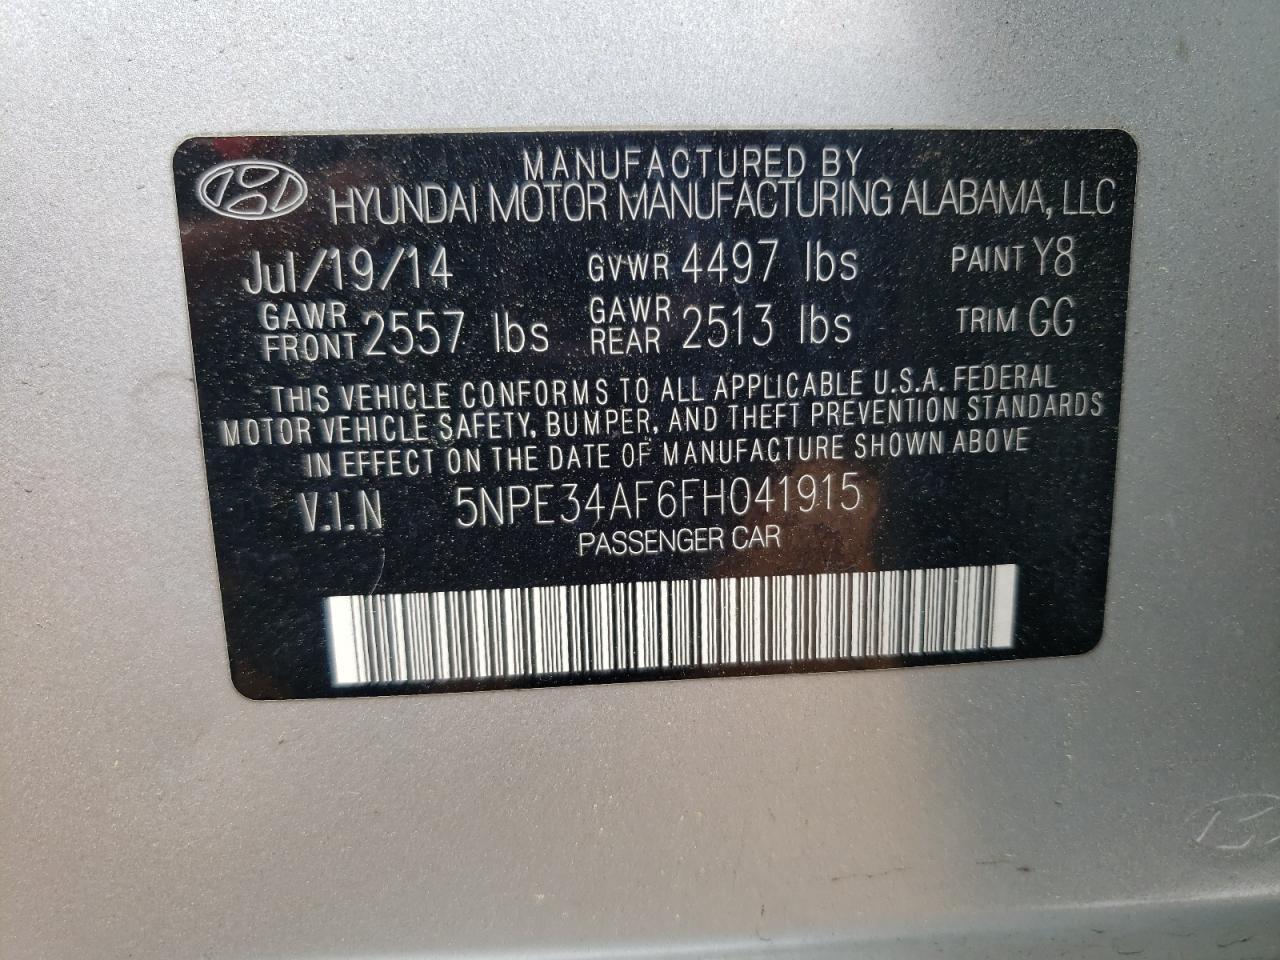 MANUFACTURED BY
HYUNDAI MOTOR MANUFACTURING ALABAMA, LLC
Jul/19/14 GVWR 4497 lbs PAINT Y8
GAWR FRONT 2557 lbs GAWR REAR 2513 lbs TRIM GG
THIS VEHICLE CONFORMS TO ALL APPLICABLE U.S.A. FEDERAL
MOTOR VEHICLE SAFETY, BUMPER, AND THEFT PREVENTION STANDARDS
IN EFFECT ON THE DATE OF MANUFACTURE SHOWN ABOVE
V.I.N 5NPE34AF6FH041915
PASSENGER CAR